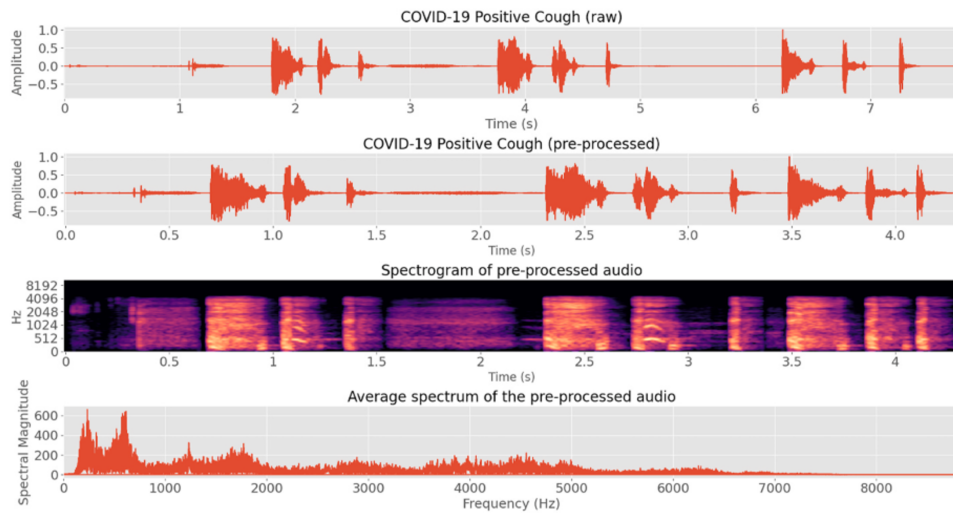 COVID-19 Positive Cough (raw)
Amplitude
1.0
0.5
0.0
−0.5
0 1 2 3 4 5 6 7
Time (s)
COVID-19 Positive Cough (pre-processed)
Amplitude
1.0
0.5
0.0
−0.5
0.0 0.5 1.0 1.5 2.0 2.5 3.0 3.5 4.0
Time (s)
Spectrogram of pre-processed audio
Hz
8192
4096
2048
1024
512
0
0 0.5 1 1.5 2 2.5 3 3.5 4
Time (s)
Average spectrum of the pre-processed audio
Spectral Magnitude
600
400
200
0
0 1000 2000 3000 4000 5000 6000 7000 8000
Frequency (Hz)